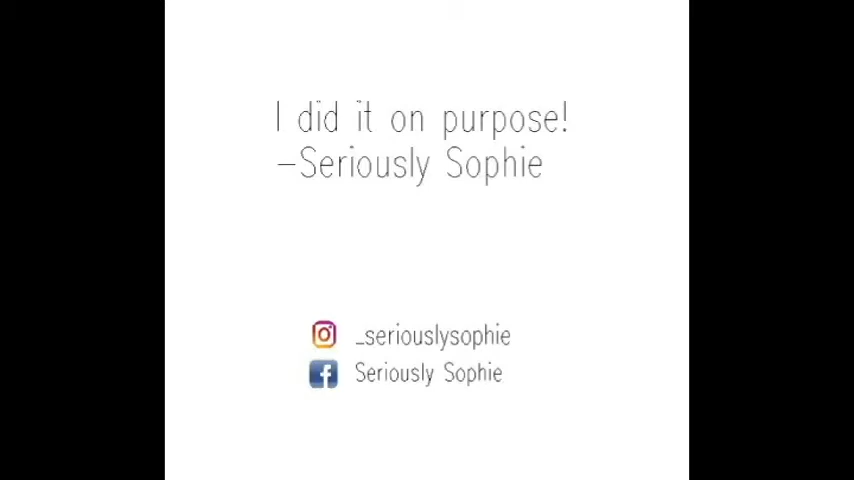 I did it on purpose!
-Seriously Sophie
_seriouslysophie
Seriously Sophie